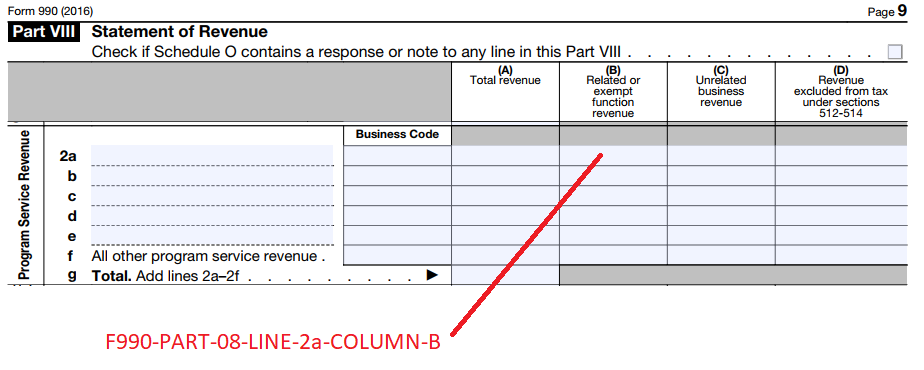 Form 990 (2016) Page 9
Part VIII Statement of Revenue
Check if Schedule O contains a response or note to any line in this Part VIII . . . . . . . . . . . . .
(A)
Total revenue
(B)
Related or
exempt
function
revenue
(C)
Unrelated
business
revenue
(D)
Revenue
excluded from tax
under sections
512-514
Program Service Revenue
Business Code
2a
b
c
d
e
f All other program service revenue .
g Total. Add lines 2a–2f . . . . . . . . . ▶
F990-PART-08-LINE-2a-COLUMN-B